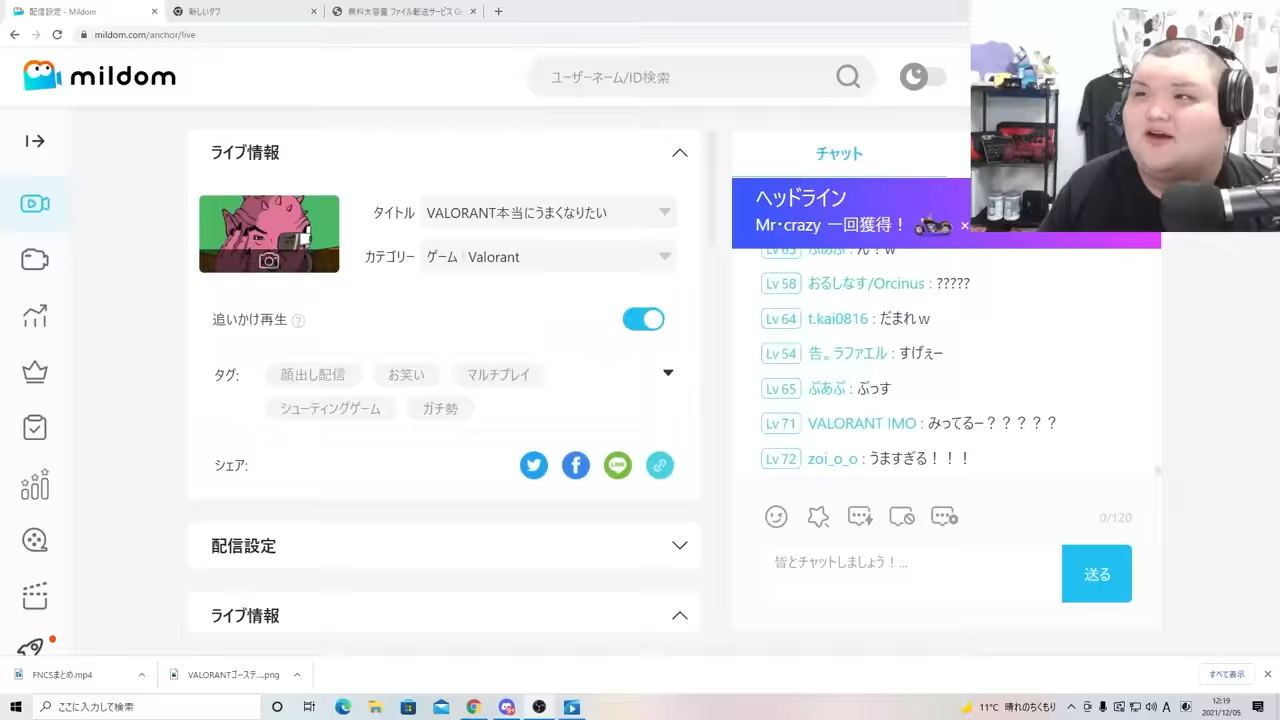 配信設定 - Mildom
新しいタブ
無料大容量 ファイル転送サービス
mildom.com/anchor/live
mildom
ユーザーネーム/ID検索
ライブ情報
タイトル VALORANT本当にうまくなりたい
カテゴリー ゲーム | Valorant
追いかけ再生 ?
タグ: 顔出し配信 お笑い マルチプレイ
シューティングゲーム ガチ勢
シェア:
LINE
配信設定
ライブ情報
チャット
ヘッドライン
Mr・crazy 一回獲得！
Lv 65 ぷあぷ : ん？w
Lv 58 おるしなす/Orcinus : ?????
Lv 64 t.kai0816 : だまれw
Lv 54 告。ラファエル : すげぇー
Lv 65 ぷあぷ : ぶっす
Lv 71 VALORANT IMO : みってるー？？？？？
Lv 72 zoi_o_o : うますぎる！！！
0/120
皆とチャットしましょう！...
送る
FNCSまとめ.mp4
VALORANTゴーステ....png
すべて表示
ここに入力して検索
11°C 晴れのちくもり
A
12:19
2021/12/05